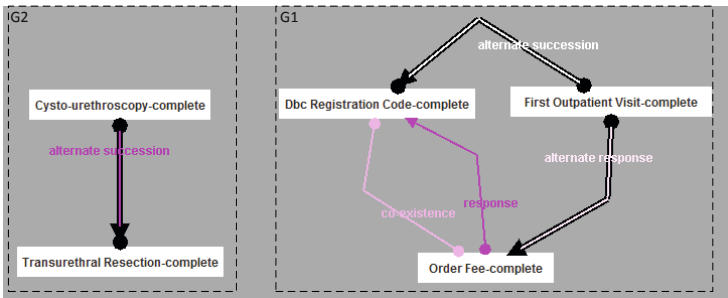 G2
G1
alternate succession
Cysto-urethroscopy-complete
Dbc Registration Code-complete
First Outpatient Visit-complete
alternate succession
alternate response
response
co-existence
Transurethral Resection-complete
Order Fee-complete